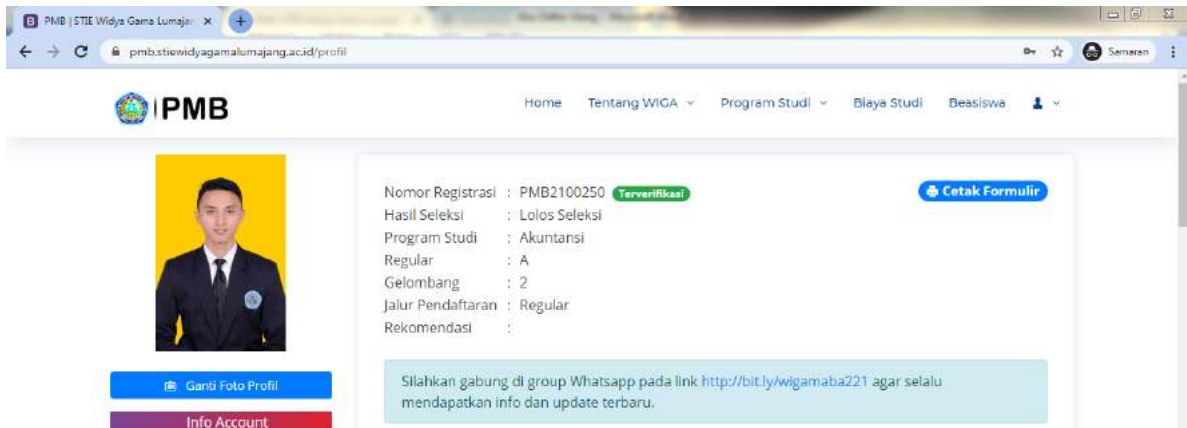 PMB | STIE Widya Gama Lumajan
pmb.stiewidyagamalumajang.ac.id/profil
Samaran
PMB
Home Tentang WIGA Program Studi Biaya Studi Beasiswa
Nomor Registrasi : PMB2100250 Terverifikasi
Cetak Formulir
Hasil Seleksi : Lolos Seleksi
Program Studi : Akuntansi
Regular : A
Gelombang : 2
Jalur Pendaftaran : Regular
Rekomendasi :
Ganti Foto Profil
Info Account
Silahkan gabung di group Whatsapp pada link http://bit.ly/wigamaba221 agar selalu
mendapatkan info dan update terbaru.